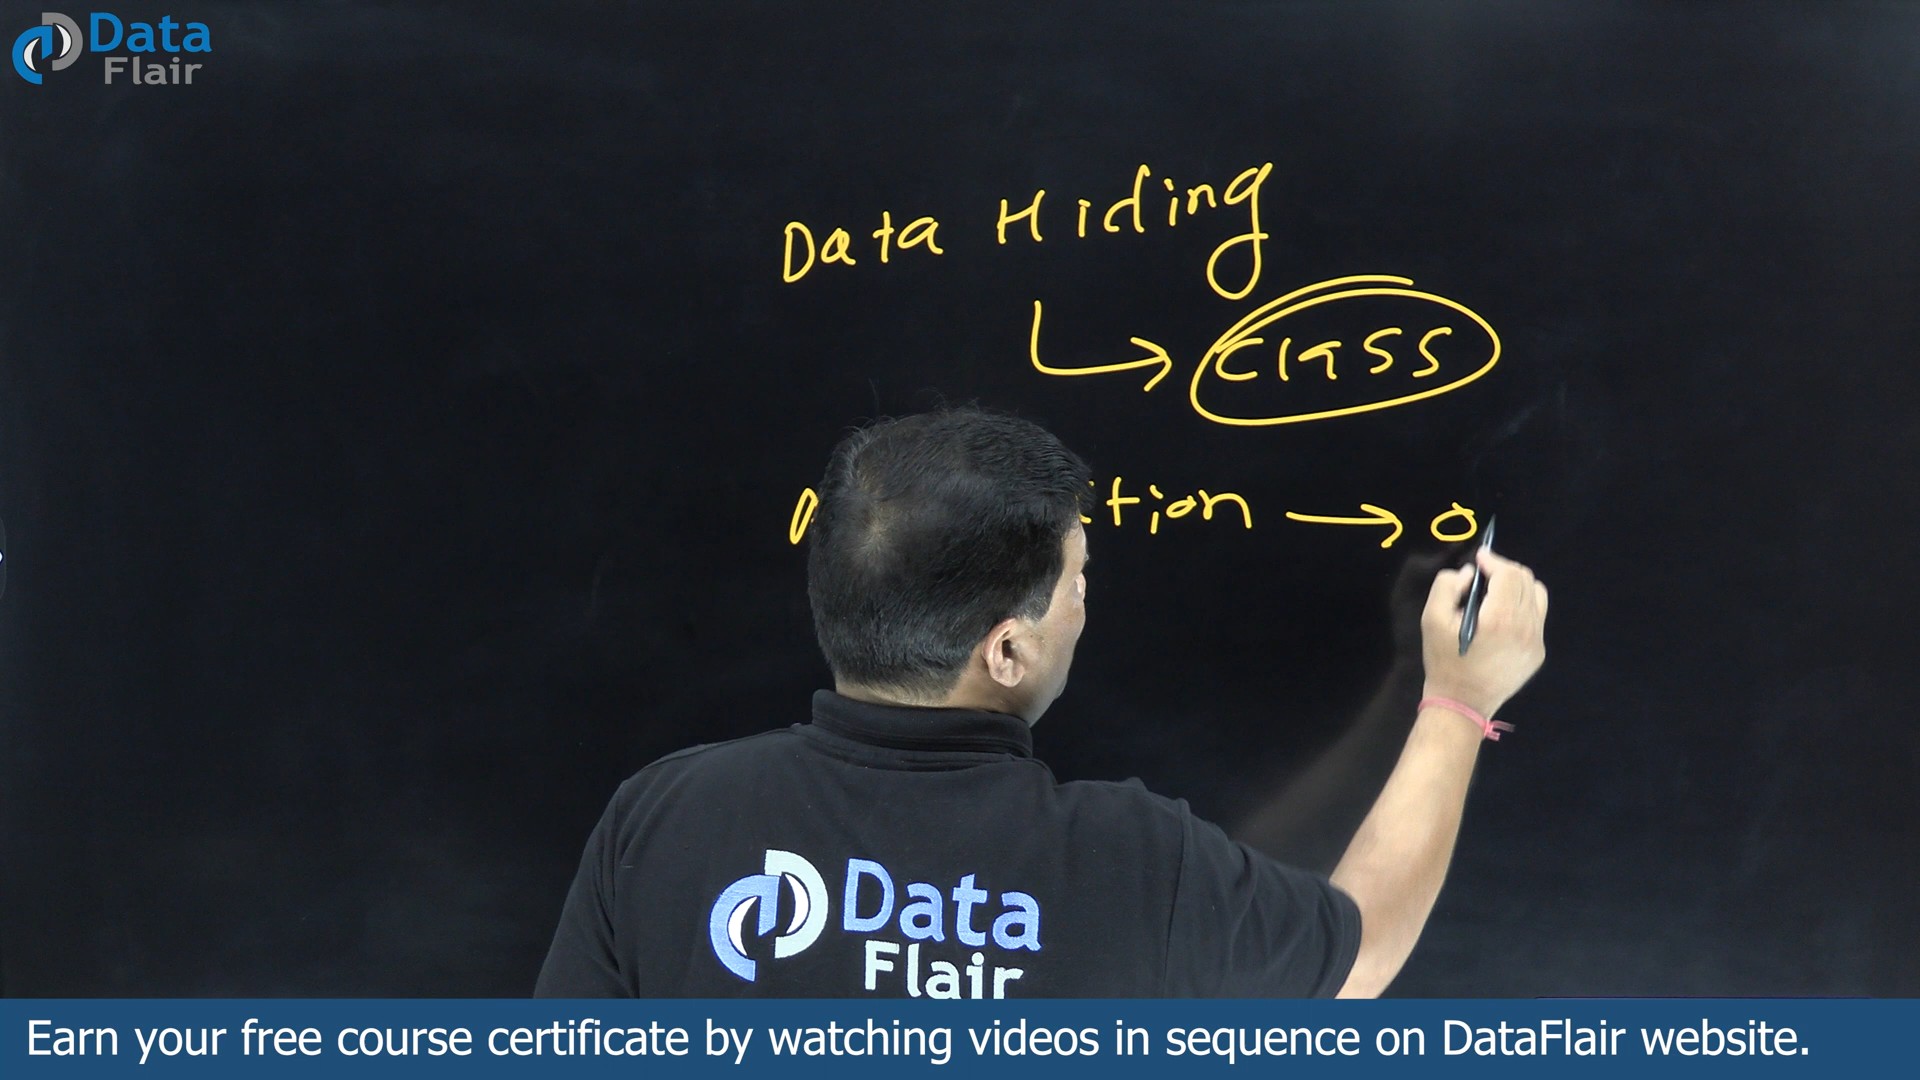 Data
Flair
Data Hiding
class
Data
Flair
Earn your free course certificate by watching videos in sequence on DataFlair website.